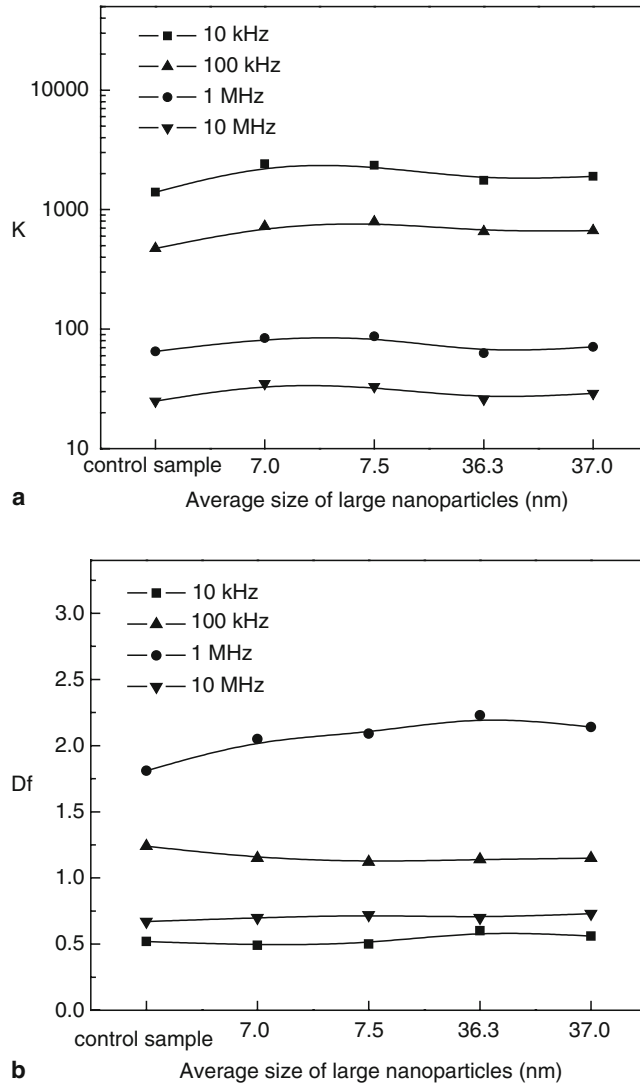 10 kHz
100 kHz
1 MHz
10 MHz
10000
1000
100
10
K
control sample 7.0 7.5 36.3 37.0
a Average size of large nanoparticles (nm)
10 kHz
100 kHz
1 MHz
10 MHz
3.0
2.5
2.0
1.5
1.0
0.5
0.0
Df
control sample 7.0 7.5 36.3 37.0
b Average size of large nanoparticles (nm)